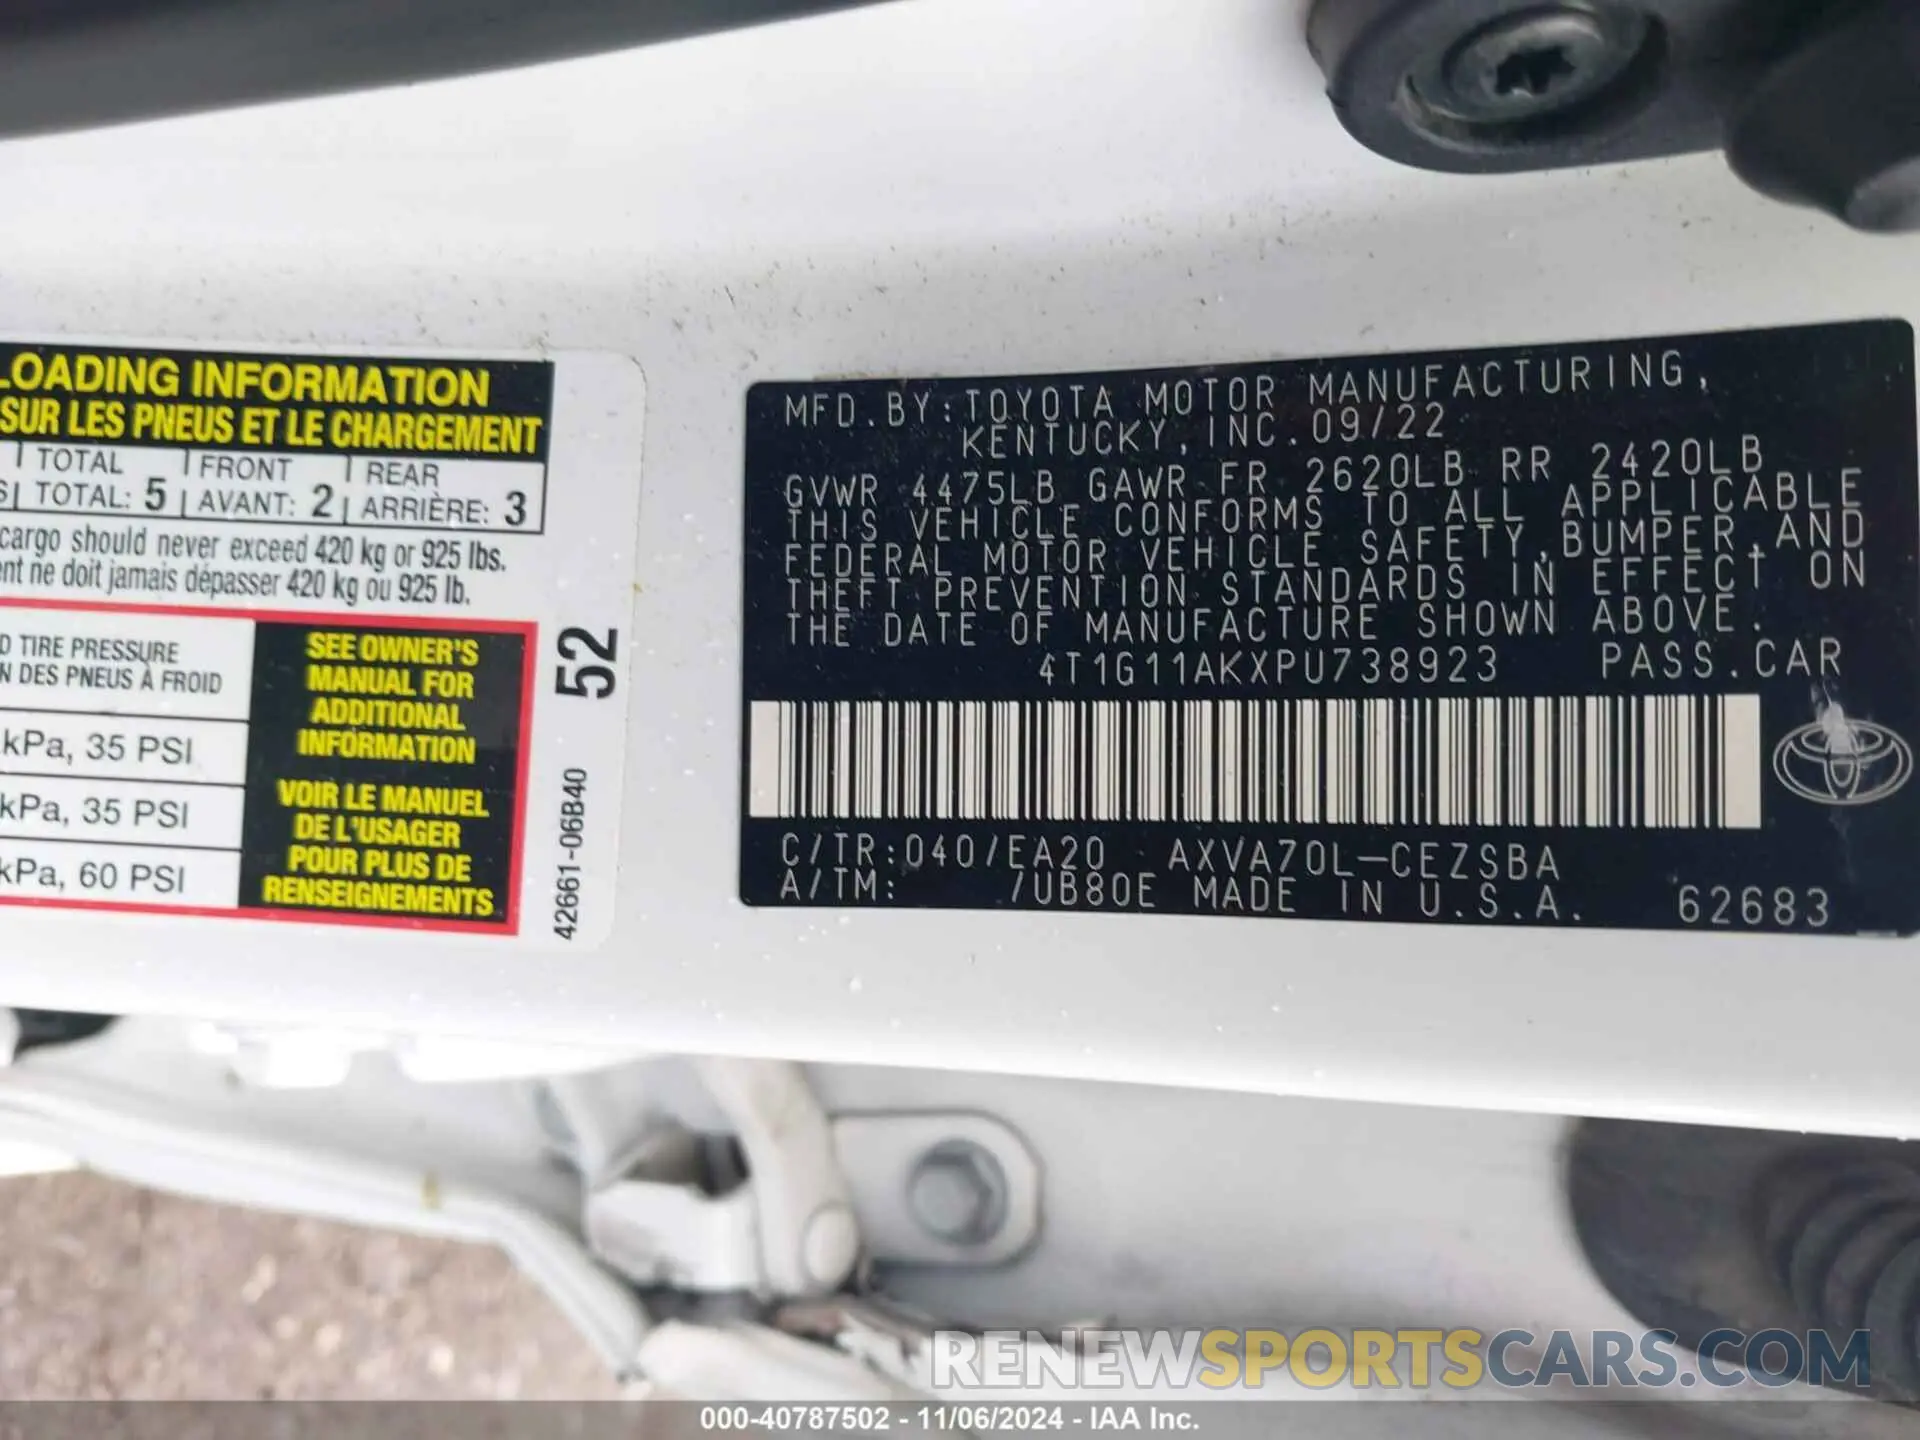 LOADING INFORMATION
SUR LES PNEUS ET LE CHARGEMENT
TOTAL FRONT REAR
TOTAL: 5 AVANT: 2 ARRIÈRE: 3
cargo should never exceed 420 kg or 925 lbs.
ne doit jamais dépasser 420 kg ou 925 lb.
TIRE PRESSURE
DES PNEUS À FROID
kPa, 35 PSI
kPa, 35 PSI
kPa, 60 PSI
SEE OWNER'S
MANUAL FOR
ADDITIONAL
INFORMATION
VOIR LE MANUEL
DE L'USAGER
POUR PLUS DE
RENSEIGNEMENTS
52
42661-06B40
MFD.BY:TOYOTA MOTOR MANUFACTURING,
KENTUCKY, INC.09/22
GVWR 4475LB GAWR FR 2620LB RR 2420LB
THIS VEHICLE CONFORMS TO ALL APPLICABLE
FEDERAL MOTOR VEHICLE SAFETY,BUMPER,AND
THEFT PREVENTION STANDARDS IN EFFECT ON
THE DATE OF MANUFACTURE SHOWN ABOVE.
4T1G11AKXPU738923 PASS.CAR
C/TR:040/EA20 AXVA70L-CEZSBA
A/TM: /UB80E MADE IN U.S.A. 62683
RENEWSPORTSCARS.COM
000-40787502 - 11/06/2024 - IAA Inc.